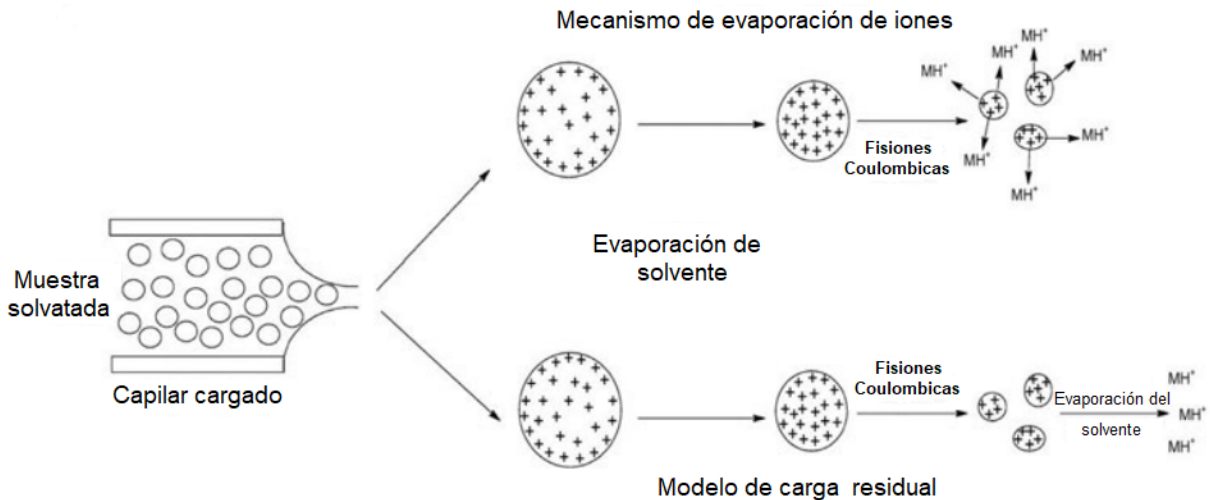 Mecanismo de evaporación de iones
MH⁺
MH⁺
MH⁺
MH⁺
Fisiones
Coulombicas
MH⁺
MH⁺
MH⁺
Evaporación de
solvente
Muestra
solvatada
Capilar cargado
Fisiones
Coulombicas
Evaporación del
solvente
MH⁺
MH⁺
MH⁺
Modelo de carga residual